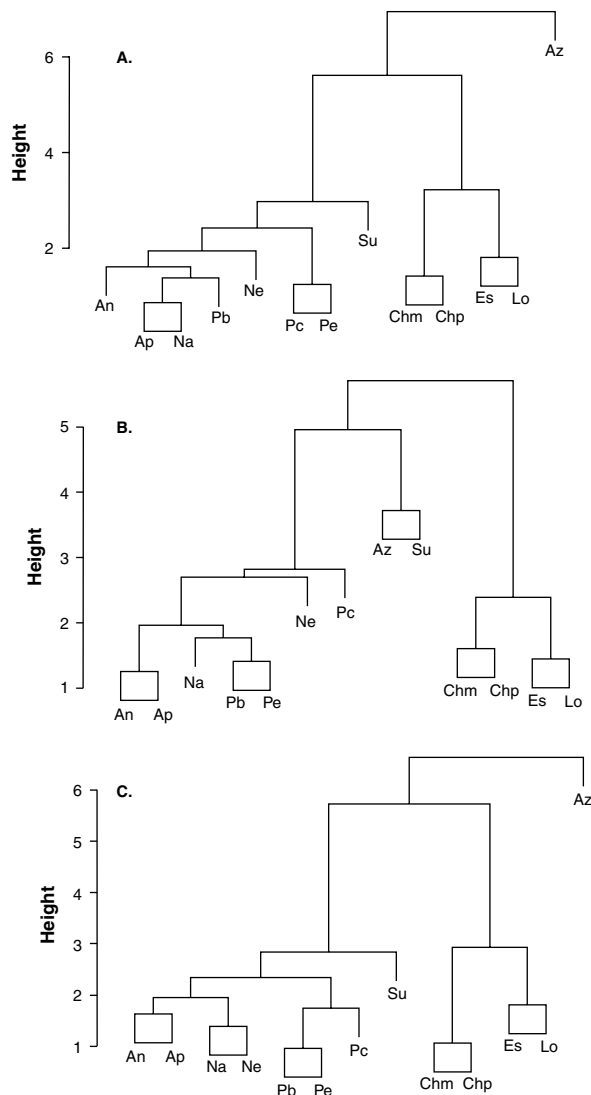 A.
Az
6
4
2
Height
Su
An
Ne
Pb
Ap Na
Pc Pe
Chm Chp
Es Lo
B.
5
4
3
2
1
Height
Az Su
Ne
Pc
Na
An Ap
Pb Pe
Chm Chp
Es Lo
C.
Az
6
5
4
3
2
1
Height
Su
An Ap
Na Ne
Pc
Pb Pe
Es Lo
Chm Chp